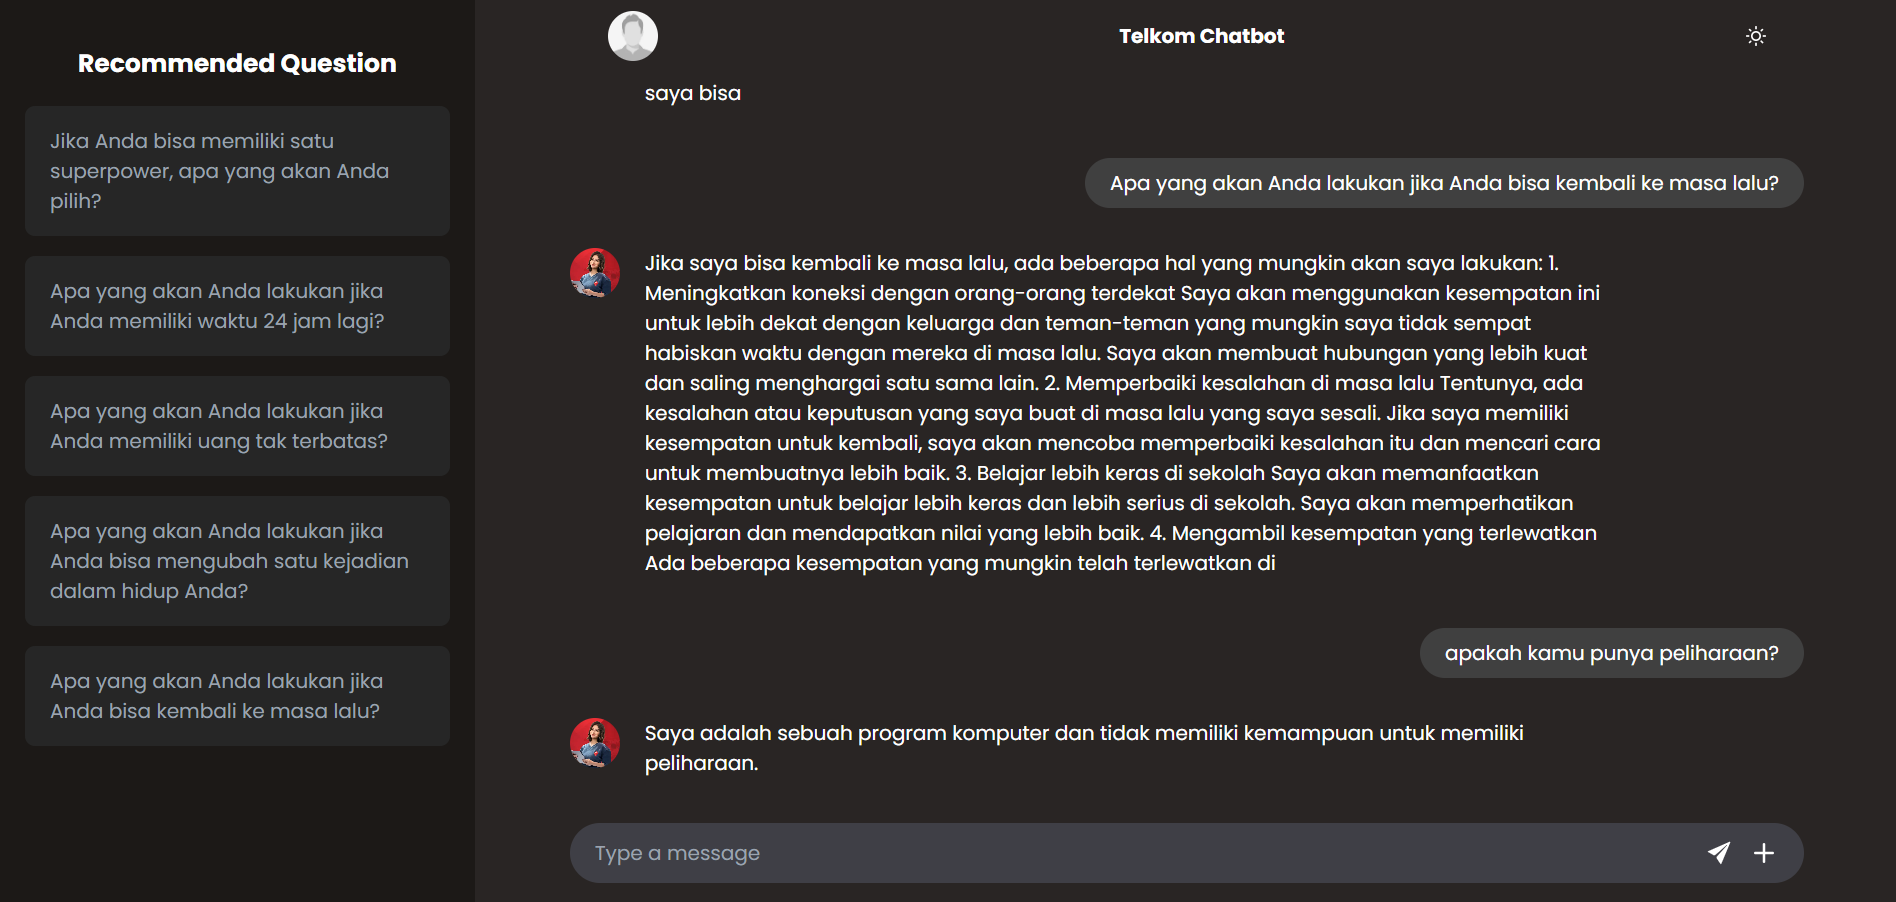 Recommended Question
Jika Anda bisa memiliki satu
superpower, apa yang akan Anda
pilih?
Apa yang akan Anda lakukan jika
Anda memiliki waktu 24 jam lagi?
Apa yang akan Anda lakukan jika
Anda memiliki uang tak terbatas?
Apa yang akan Anda lakukan jika
Anda bisa mengubah satu kejadian
dalam hidup Anda?
Apa yang akan Anda lakukan jika
Anda bisa kembali ke masa lalu?
Telkom Chatbot
saya bisa
Apa yang akan Anda lakukan jika Anda bisa kembali ke masa lalu?
Jika saya bisa kembali ke masa lalu, ada beberapa hal yang mungkin akan saya lakukan: 1.
Meningkatkan koneksi dengan orang-orang terdekat Saya akan menggunakan kesempatan ini
untuk lebih dekat dengan keluarga dan teman-teman yang mungkin saya tidak sempat
habiskan waktu dengan mereka di masa lalu. Saya akan membuat hubungan yang lebih kuat
dan saling menghargai satu sama lain. 2. Memperbaiki kesalahan di masa lalu Tentunya, ada
kesalahan atau keputusan yang saya buat di masa lalu yang saya sesali. Jika saya memiliki
kesempatan untuk kembali, saya akan mencoba memperbaiki kesalahan itu dan mencari cara
untuk membuatnya lebih baik. 3. Belajar lebih keras di sekolah Saya akan memanfaatkan
kesempatan untuk belajar lebih keras dan lebih serius di sekolah. Saya akan memperhatikan
pelajaran dan mendapatkan nilai yang lebih baik. 4. Mengambil kesempatan yang terlewatkan
Ada beberapa kesempatan yang mungkin telah terlewatkan di
apakah kamu punya peliharaan?
Saya adalah sebuah program komputer dan tidak memiliki kemampuan untuk memiliki
peliharaan.
Type a message